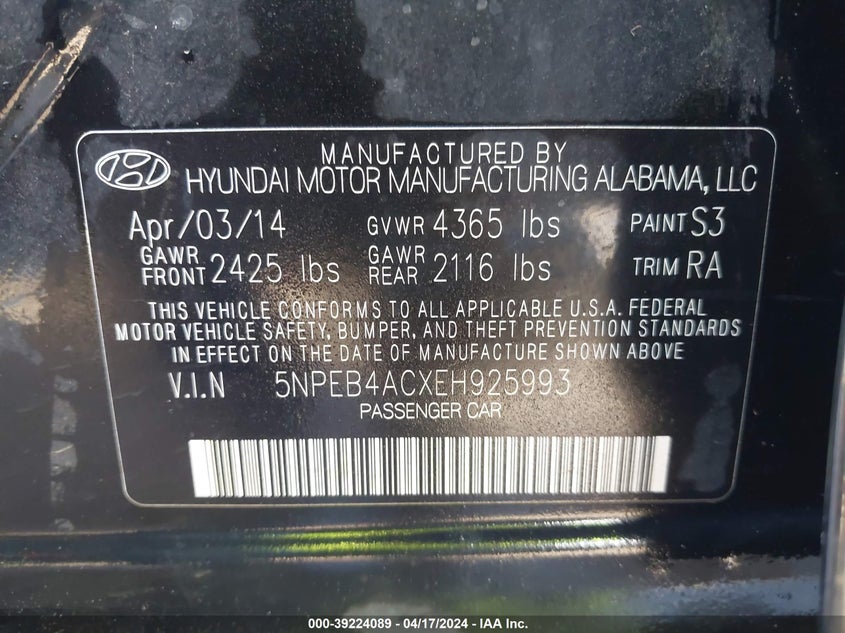 MANUFACTURED BY
HYUNDAI MOTOR MANUFACTURING ALABAMA, LLC
Apr/03/14 GVWR 4365 lbs PAINT S3
GAWR FRONT 2425 lbs GAWR REAR 2116 lbs TRIM RA
THIS VEHICLE CONFORMS TO ALL APPLICABLE U.S.A. FEDERAL
MOTOR VEHICLE SAFETY, BUMPER, AND THEFT PREVENTION STANDARDS
IN EFFECT ON THE DATE OF MANUFACTURE SHOWN ABOVE
V.I.N 5NPEB4ACXEH925993
PASSENGER CAR
000-39224089 - 04/17/2024 - IAA Inc.